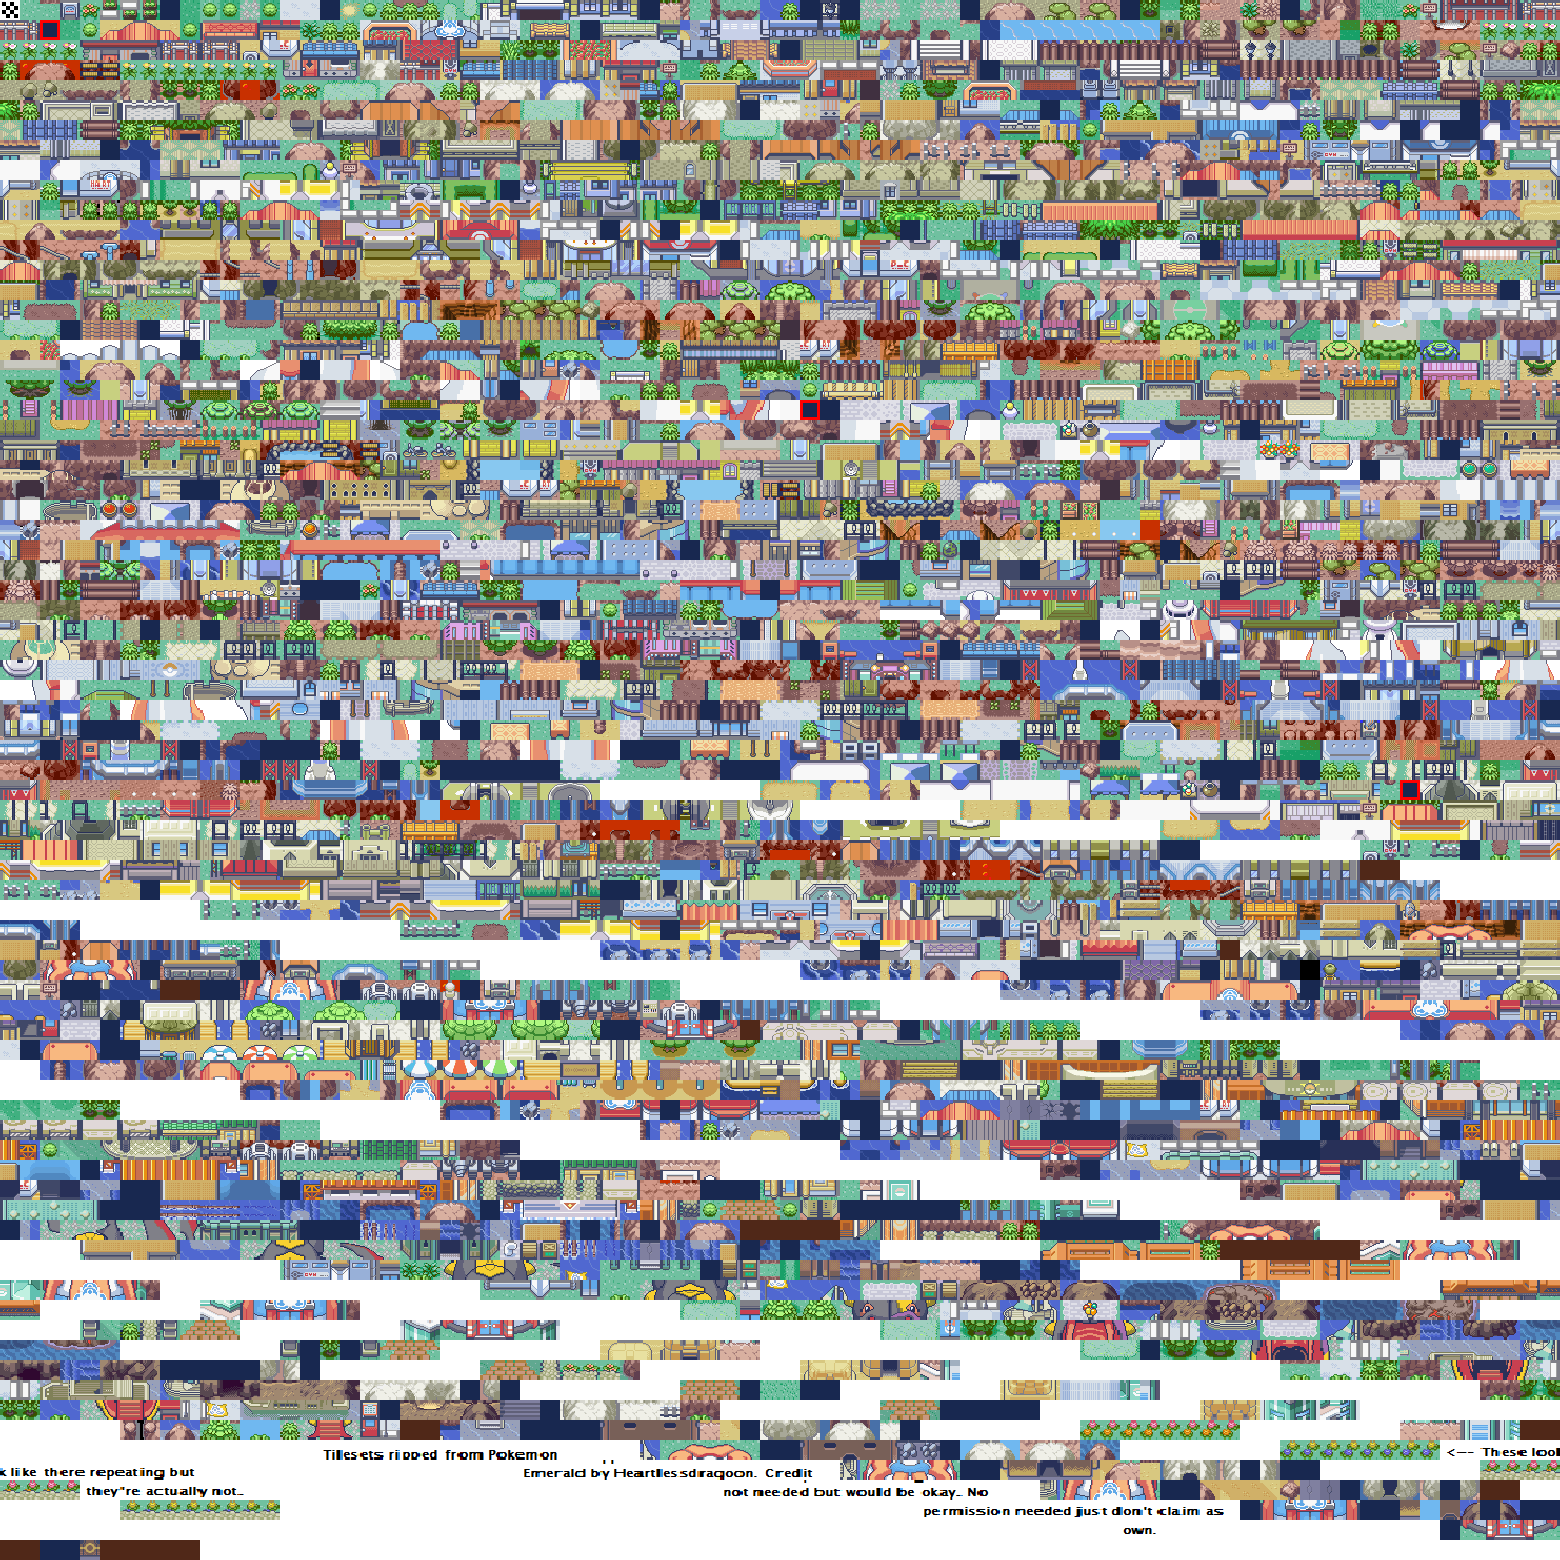 Tilesets ripped from Pokemon
<-- These look
k like there repeating but
Emerald by Heartlessdragoon. Credit
they're actually not..
not needed but would be okay. No
permission needed just don't claim as
own.